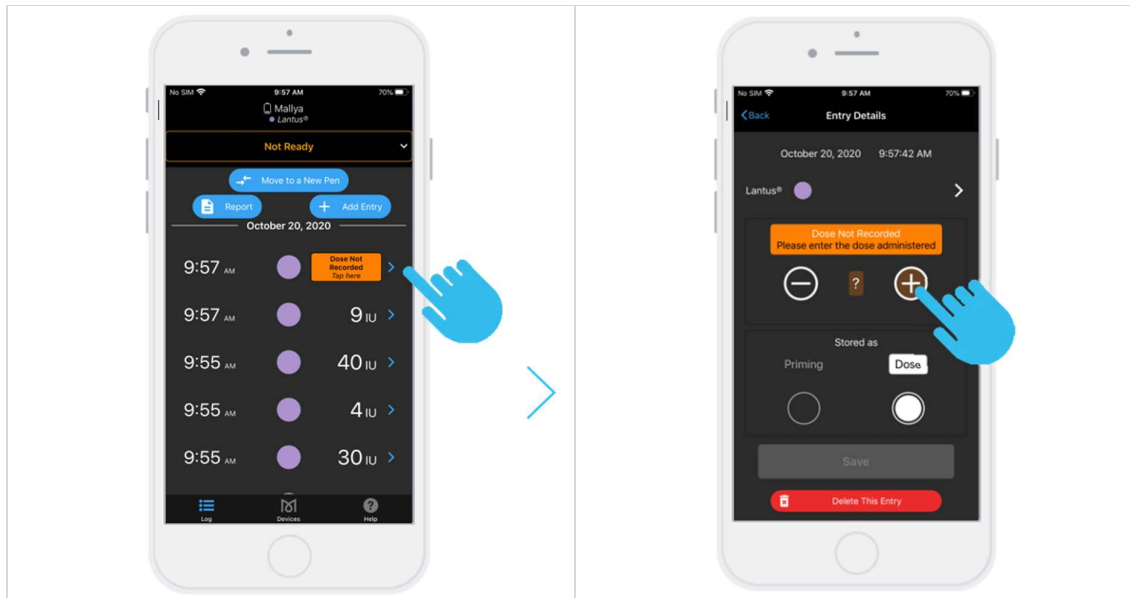 No SIM 9:57 AM 70%
Mallya
Lantus®
Not Ready
Move to a New Pen
Report + Add Entry
October 20, 2020
9:57 AM Dose Not
Recorded
Tap here
9:57 AM 9 IU
9:55 AM 40 IU
9:55 AM 4 IU
9:55 AM 30 IU
Log Devices Help
No SIM 9:57 AM 70%
Back Entry Details
October 20, 2020 9:57:42 AM
Lantus®
Dose Not Recorded
Please enter the dose administered
?
Stored as
Priming Dose
Save
Delete This Entry